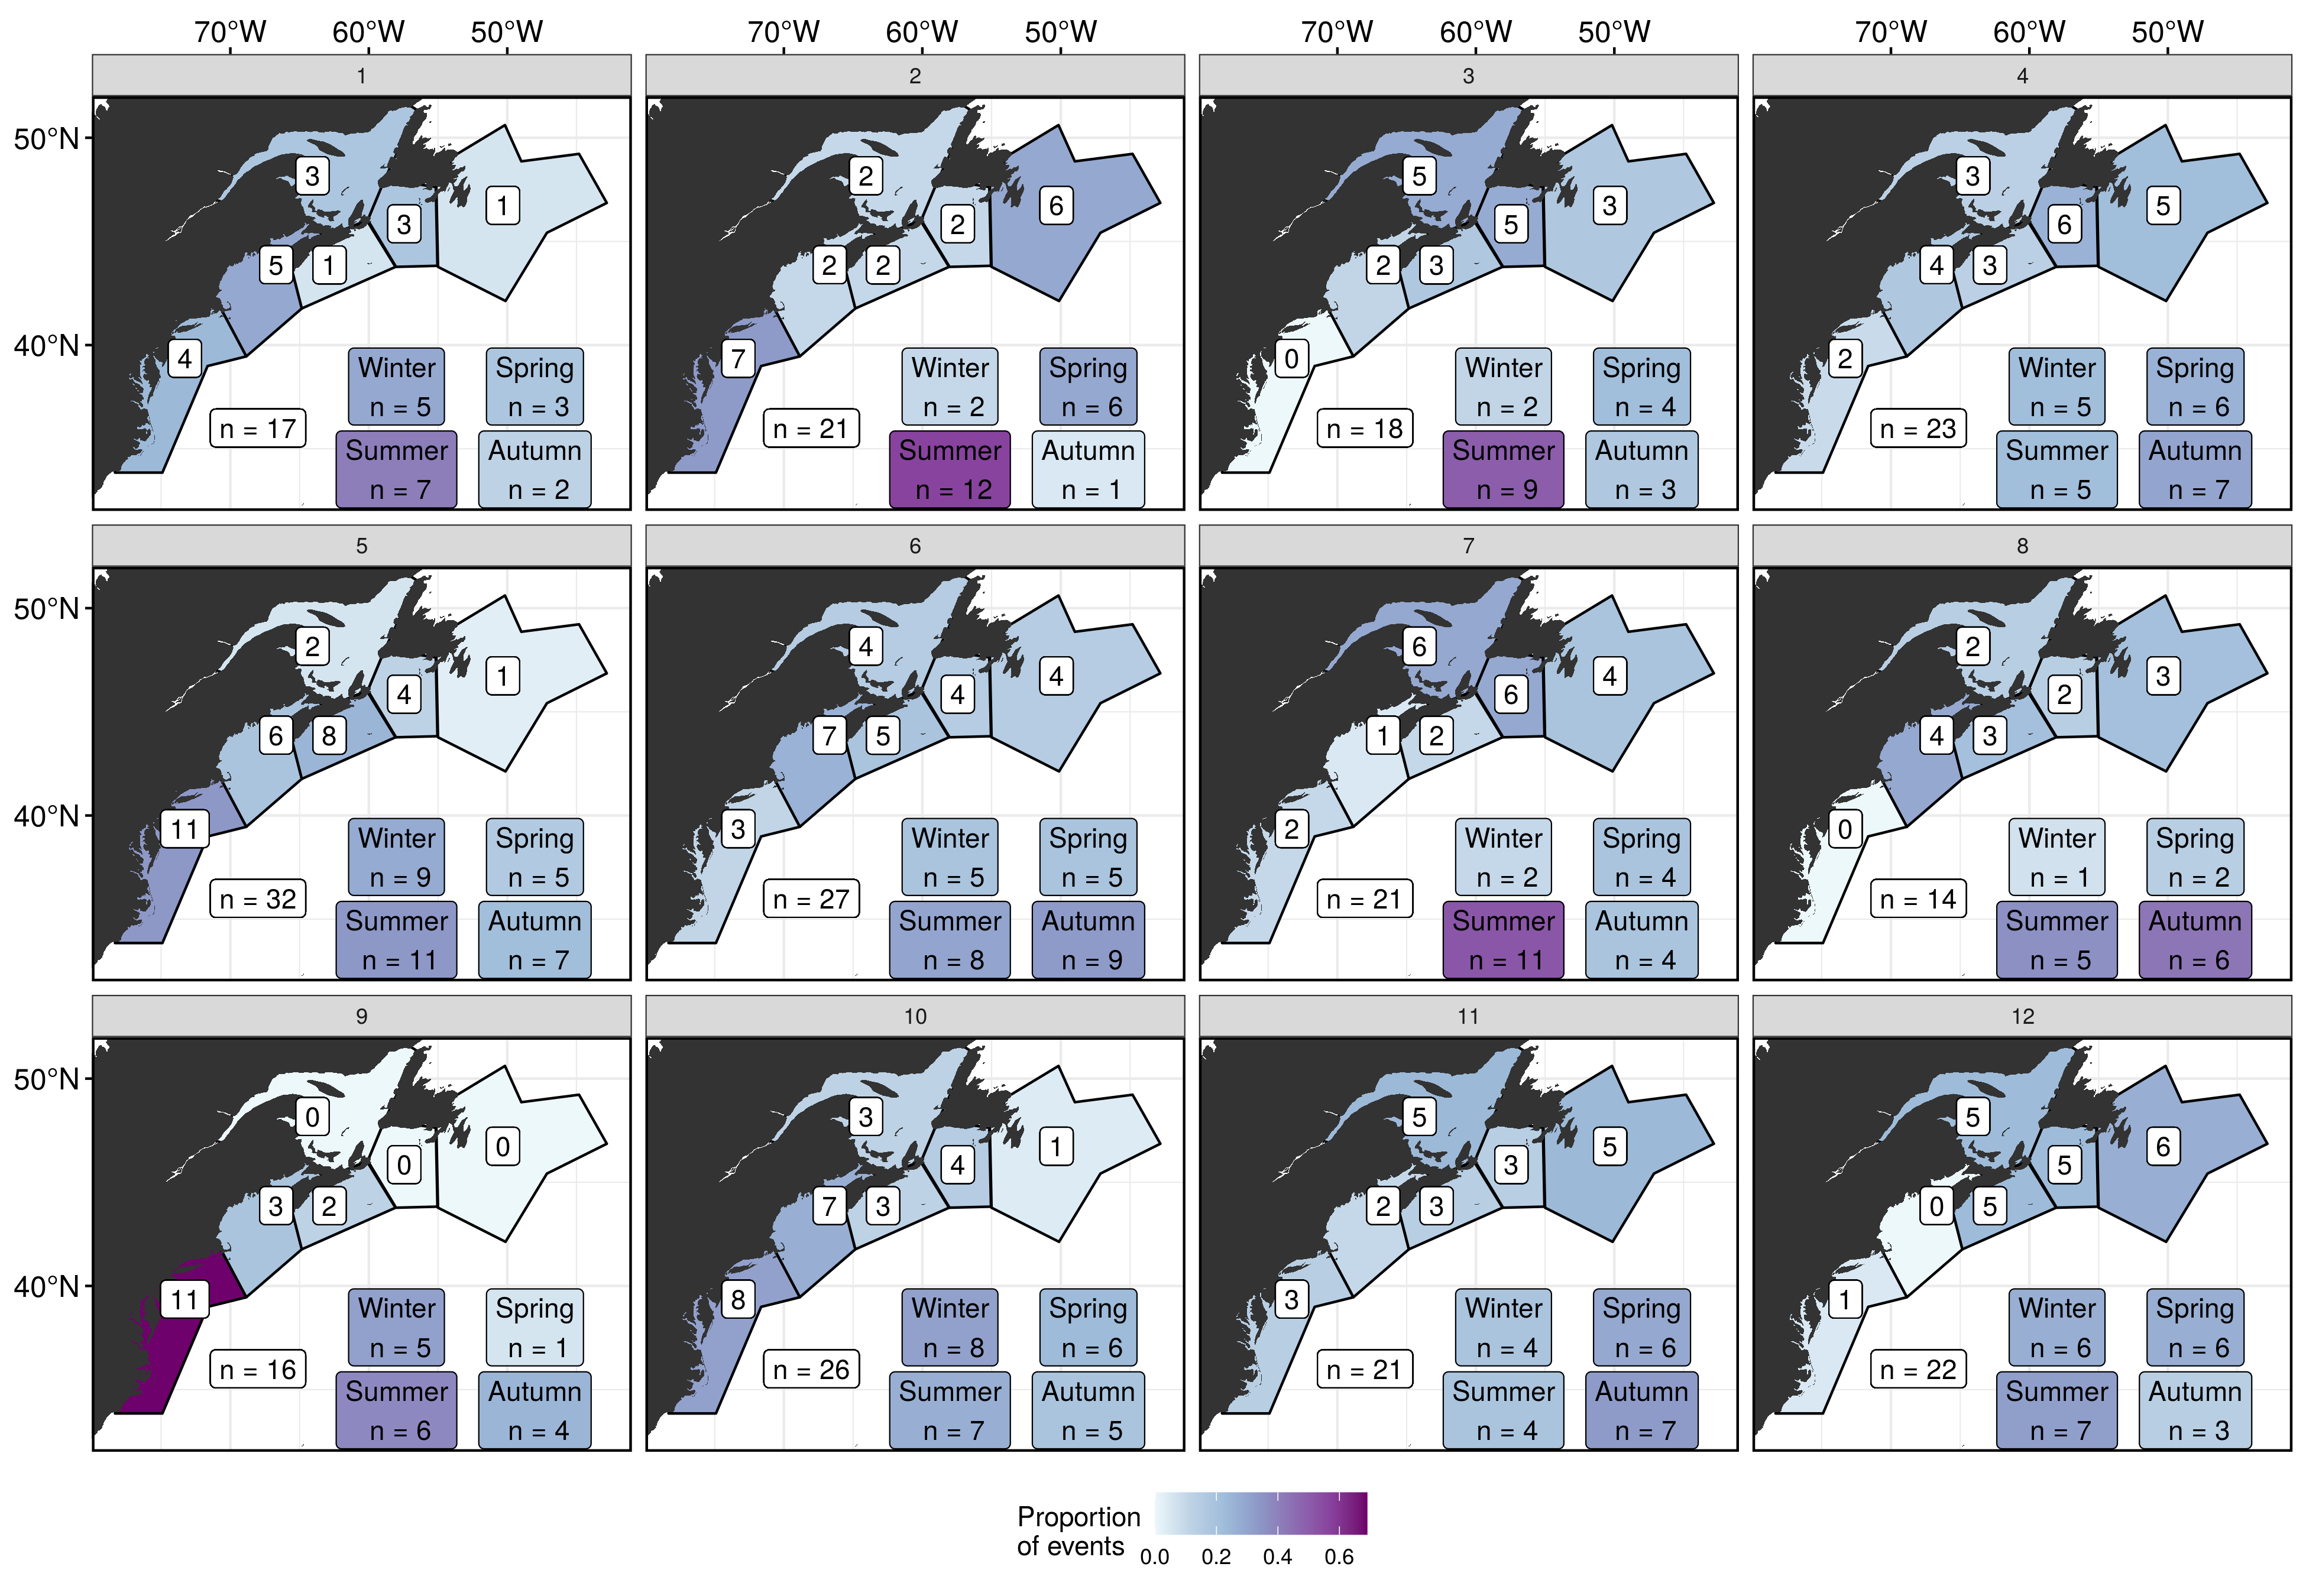 70°W 60°W 50°W 70°W 60°W 50°W 70°W 60°W 50°W 70°W 60°W 50°W
1 2 3 4
50°N
40°N
3
3
1
5
1
4
n = 17
Winter
n = 5
Spring
n = 3
Summer
n = 7
Autumn
n = 2
2
2
6
2
2
7
n = 21
Winter
n = 2
Spring
n = 6
Summer
n = 12
Autumn
n = 1
5
5
3
2
3
0
n = 18
Winter
n = 2
Spring
n = 4
Summer
n = 9
Autumn
n = 3
3
6
5
4
3
2
n = 23
Winter
n = 5
Spring
n = 6
Summer
n = 5
Autumn
n = 7
5 6 7 8
50°N
40°N
2
4
1
6
8
11
n = 32
Winter
n = 9
Spring
n = 5
Summer
n = 11
Autumn
n = 7
4
4
4
7
5
3
n = 27
Winter
n = 5
Spring
n = 5
Summer
n = 8
Autumn
n = 9
6
6
4
1
2
2
n = 21
Winter
n = 2
Spring
n = 4
Summer
n = 11
Autumn
n = 4
2
2
3
4
3
0
n = 14
Winter
n = 1
Spring
n = 2
Summer
n = 5
Autumn
n = 6
9 10 11 12
50°N
40°N
0
0
0
3
2
11
n = 16
Winter
n = 5
Spring
n = 1
Summer
n = 6
Autumn
n = 4
3
4
1
7
3
8
n = 26
Winter
n = 8
Spring
n = 6
Summer
n = 7
Autumn
n = 5
5
3
5
2
3
3
n = 21
Winter
n = 4
Spring
n = 6
Summer
n = 4
Autumn
n = 7
5
5
6
0
5
1
n = 22
Winter
n = 6
Spring
n = 6
Summer
n = 7
Autumn
n = 3
Proportion
of events
0.0 0.2 0.4 0.6